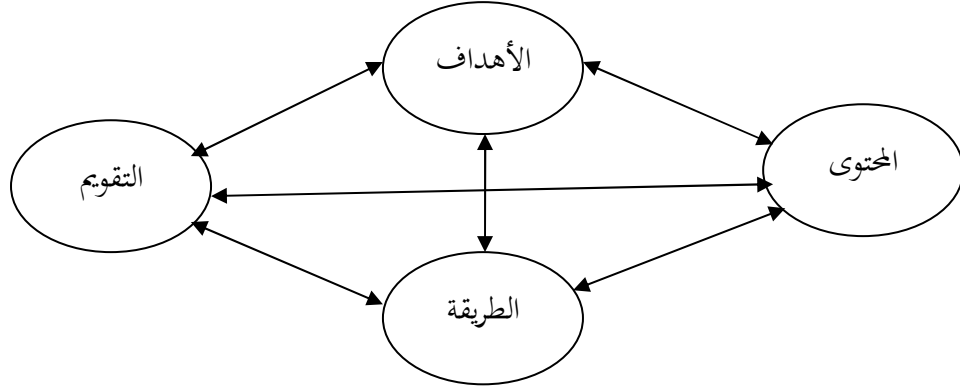 الأهداف
المحتوى
التقويم
الطريقة